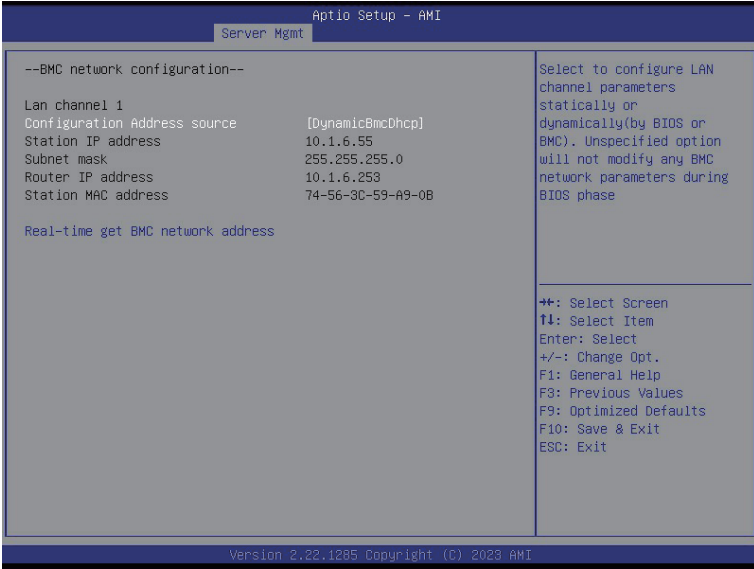 Aptio Setup – AMI
Server Mgmt
--BMC network configuration--
Lan channel 1
Configuration Address source [DynamicBmcDhcp]
Station IP address 10.1.6.55
Subnet mask 255.255.255.0
Router IP address 10.1.6.253
Station MAC address 74-56-3C-59-A9-0B
Real-time get BMC network address
Select to configure LAN
channel parameters
statically or
dynamically(by BIOS or
BMC). Unspecified option
will not modify any BMC
network parameters during
BIOS phase
→←: Select Screen
↑↓: Select Item
Enter: Select
+/-: Change Opt.
F1: General Help
F3: Previous Values
F9: Optimized Defaults
F10: Save & Exit
ESC: Exit
Version 2.22.1285 Copyright (C) 2023 AMI